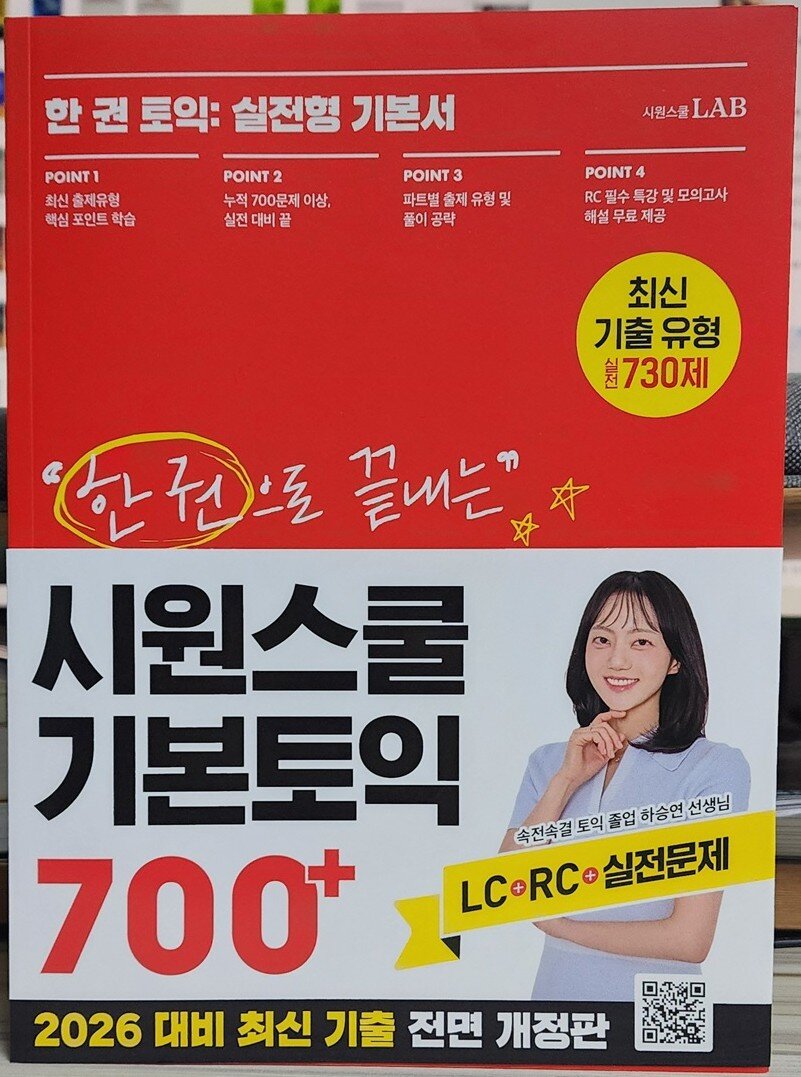 한 권 토익: 실전형 기본서
시원스쿨 LAB
POINT 1
최신 출제유형
핵심 포인트 학습
POINT 2
누적 700문제 이상,
실전 대비 끝
POINT 3
파트별 출제 유형 및
풀이 공략
POINT 4
RC 필수 특강 및 모의고사
해설 무료 제공
최신
기출 유형
실전 730제
“한 권으로 끝내는”
시원스쿨
기본토익
700+
속전속결 토익 졸업 하승연 선생님
LC+RC+실전문제
2026 대비 최신 기출 전면 개정판